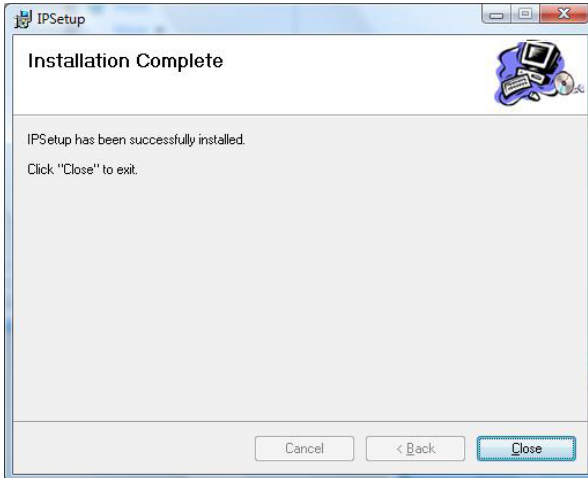 IPSetup
Installation Complete
IPSetup has been successfully installed.
Click "Close" to exit.
Cancel
< Back
Close